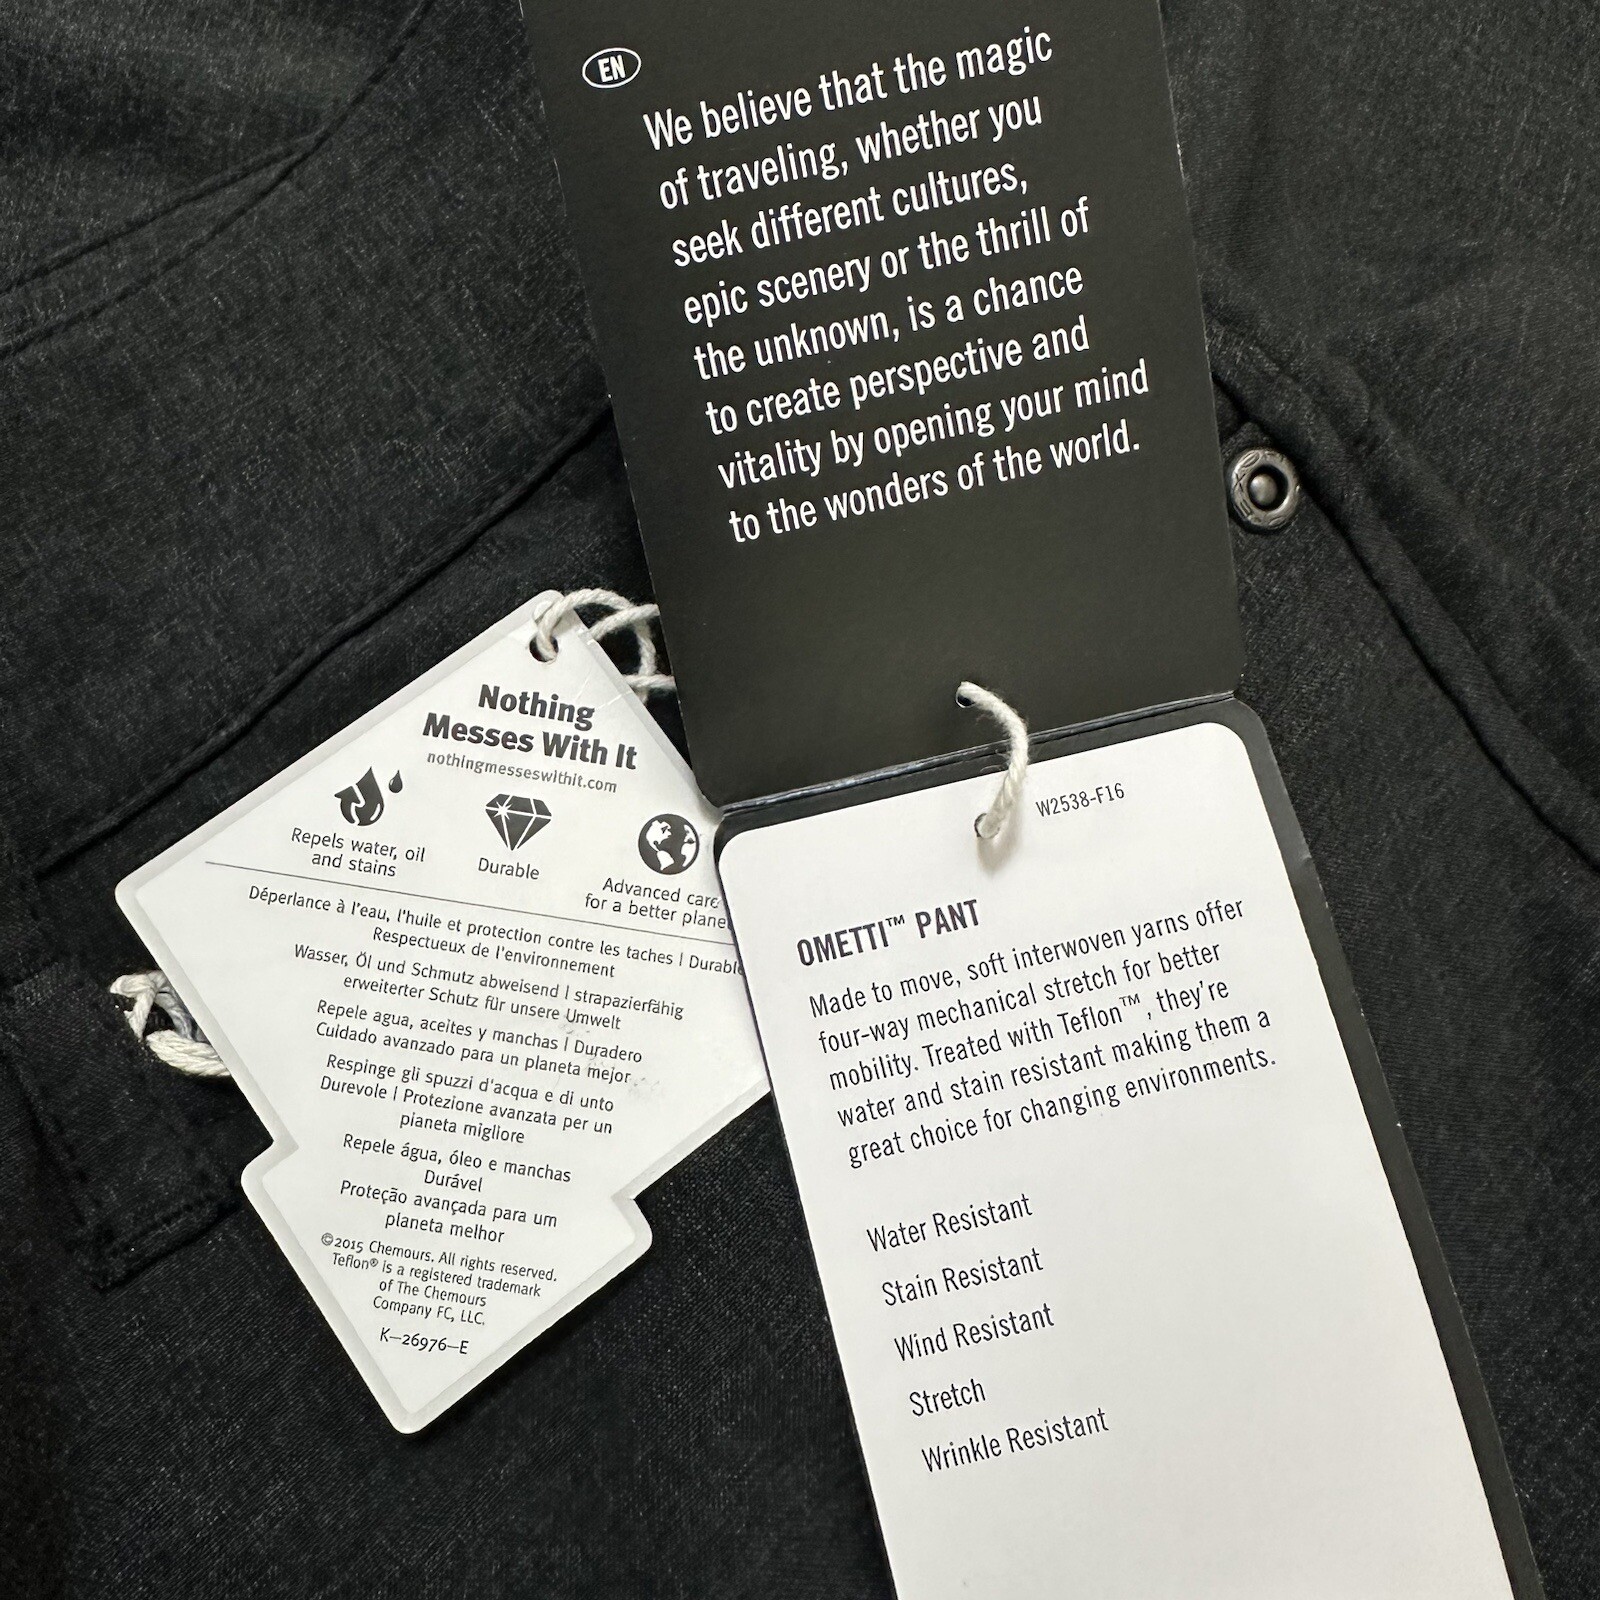 EN
We believe that the magic
of traveling, whether you
seek different cultures,
epic scenery or the thrill of
the unknown, is a chance
to create perspective and
vitality by opening your mind
to the wonders of the world.
Nothing
Messes With It
nothingmesseswithit.com
Repels water, oil
and stains
Durable
Advanced care
for a better plane
Déperlance à l'eau, l'huile et protection contre les taches | Durable
Respectueux de l'environnement
Wasser, Öl und Schmutz abweisend | strapazierfähig
erweiterter Schutz für unsere Umwelt
Repele agua, aceites y manchas | Duradero
Cuidado avanzado para un planeta mejor
Respinge gli spuzzi d'acqua e di unto
Durevole | Protezione avanzata per un
pianeta migliore
Repele água, óleo e manchas
Durável
Proteção avançada para um
planeta melhor
©2015 Chemours. All rights reserved.
Teflon® is a registered trademark
of The Chemours
Company FC, LLC.
K—26976—E
W2538-F16
OMETTI™ PANT
Made to move, soft interwoven yarns offer
four-way mechanical stretch for better
mobility. Treated with Teflon™, they're
water and stain resistant making them a
great choice for changing environments.
Water Resistant
Stain Resistant
Wind Resistant
Stretch
Wrinkle Resistant